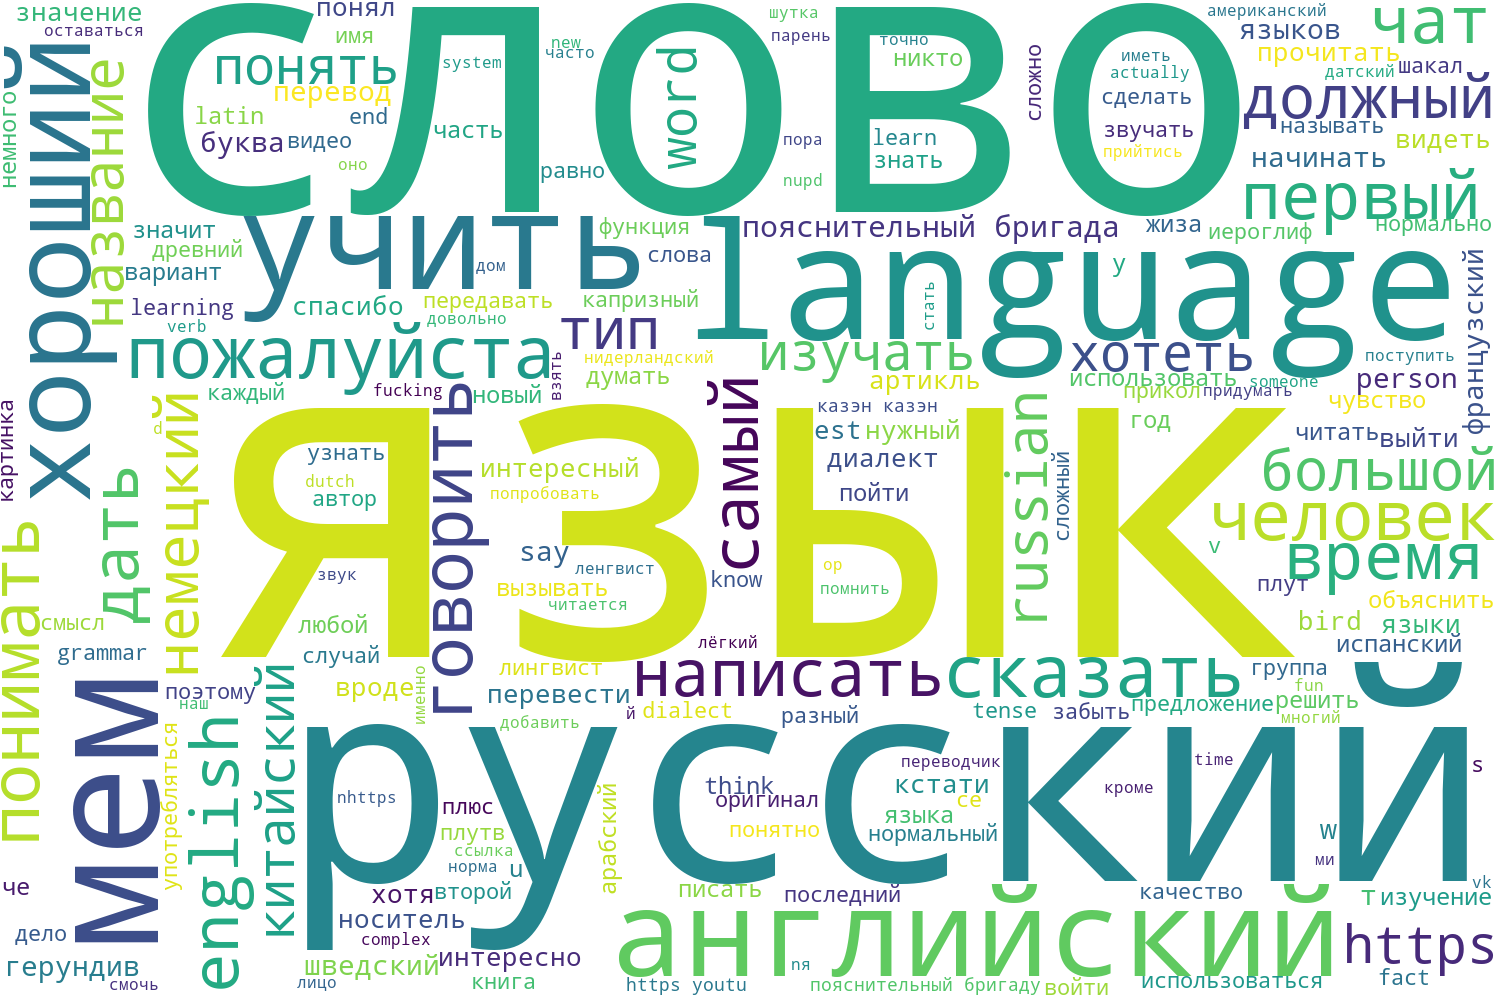 значение
понял
шутка
американский
чат
оставаться
имя
new
парень
точно
языков
часто
никто
иметь
прочитать
слово
хороший
название
понять
system
word
сложно
actually
датский
шакал
немного
перевод
сделать
должный
latin
end
часть
learn
звучать
называть
буква
видео
пора
знать
прийтись
видеть
оно
равно
nupd
начинать
первый
значит
учить
функция
пояснительный бригада
жиза
иероглиф
нормально
древний
слова
language
вариант
дом
y
французский
learning
спасибо
передавать
капризный
стать
verb
довольно
тип
пожалуйста
нидерландский
изучать
хотеть
поступить
взять
думать
артикль
использовать
someone
person
каждый
fucking
новый
прикол
придумать
чувство
картинка
немецкий
говорить
самый
казэн казэн
russian
год
d
est
нужный
читать
выйти
дать
язык
узнать
интересный
диалект
сложный
большой
dutch
автор
попробовать
пойти
человек
say
v
время
понимать
звук
ленгвист
know
ор
плут
вызывать
помнить
объяснить
читается
смысл
любой
bird
языки
grammar
случай
лёгкий
испанский
мем
лингвист
написать
сказать
группа
поэтому
вроде
именно
перевести
fun
наш
й
dialect
разный
tense
забыть
предложение
решить
добавить
многий
китайский
english
употребляться
русский
переводчик
time
s
think
кстати
кроме
nhttps
плюс
арабский
оригинал
языка
се
плутв
понятно
нормальный
w
ссылка
ми
норма
u
че
хотя
второй
писать
последний
качество
т
изучение
vk
носитель
английский
дело
complex
https
герундив
шведский
интересно
ня
fact
смочь
лицо
книга
https youtu
пояснительный бригаду
войти
использоваться